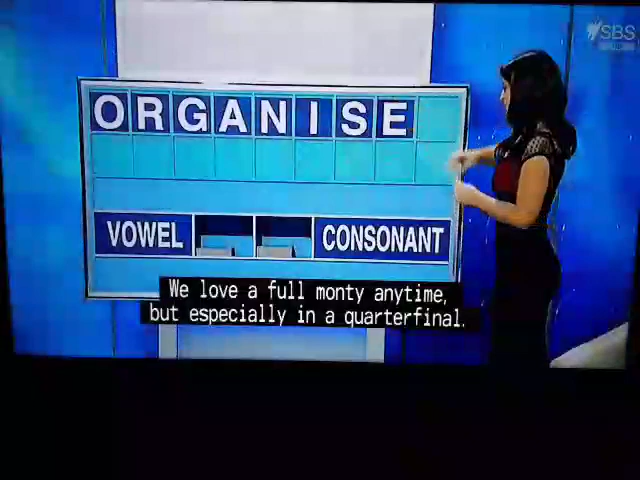 SBS
ORGANISE
VOWEL
CONSONANT
We love a full monty anytime,
but especially in a quarterfinal.